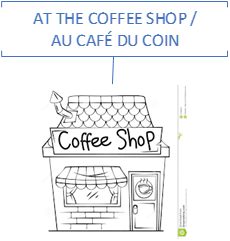 AT THE COFFEE SHOP /
AU CAFÉ DU COIN
Coffee Shop